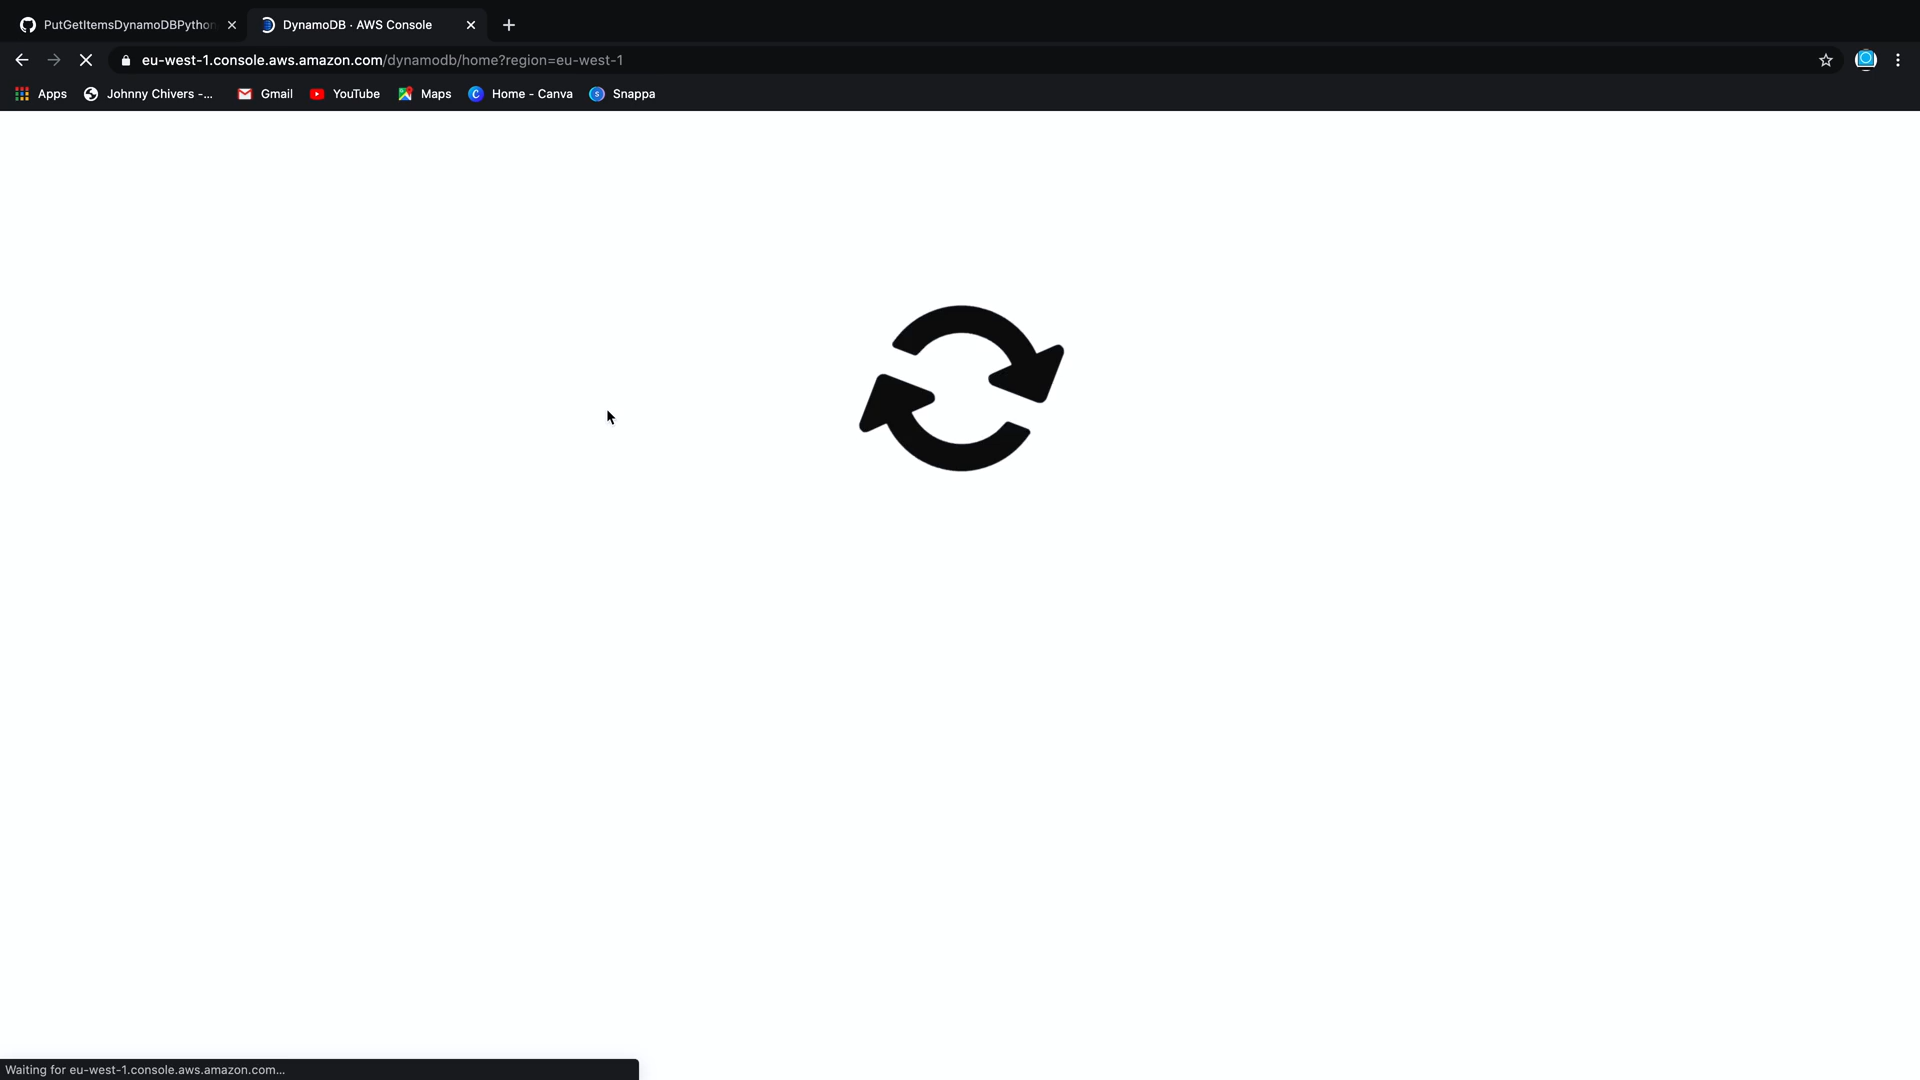 PutGetItemsDynamoDBPython
DynamoDB · AWS Console
eu-west-1.console.aws.amazon.com/dynamodb/home?region=eu-west-1
Apps
Johnny Chivers -...
Gmail
YouTube
Maps
C Home - Canva
S Snappa
Waiting for eu-west-1.console.aws.amazon.com...